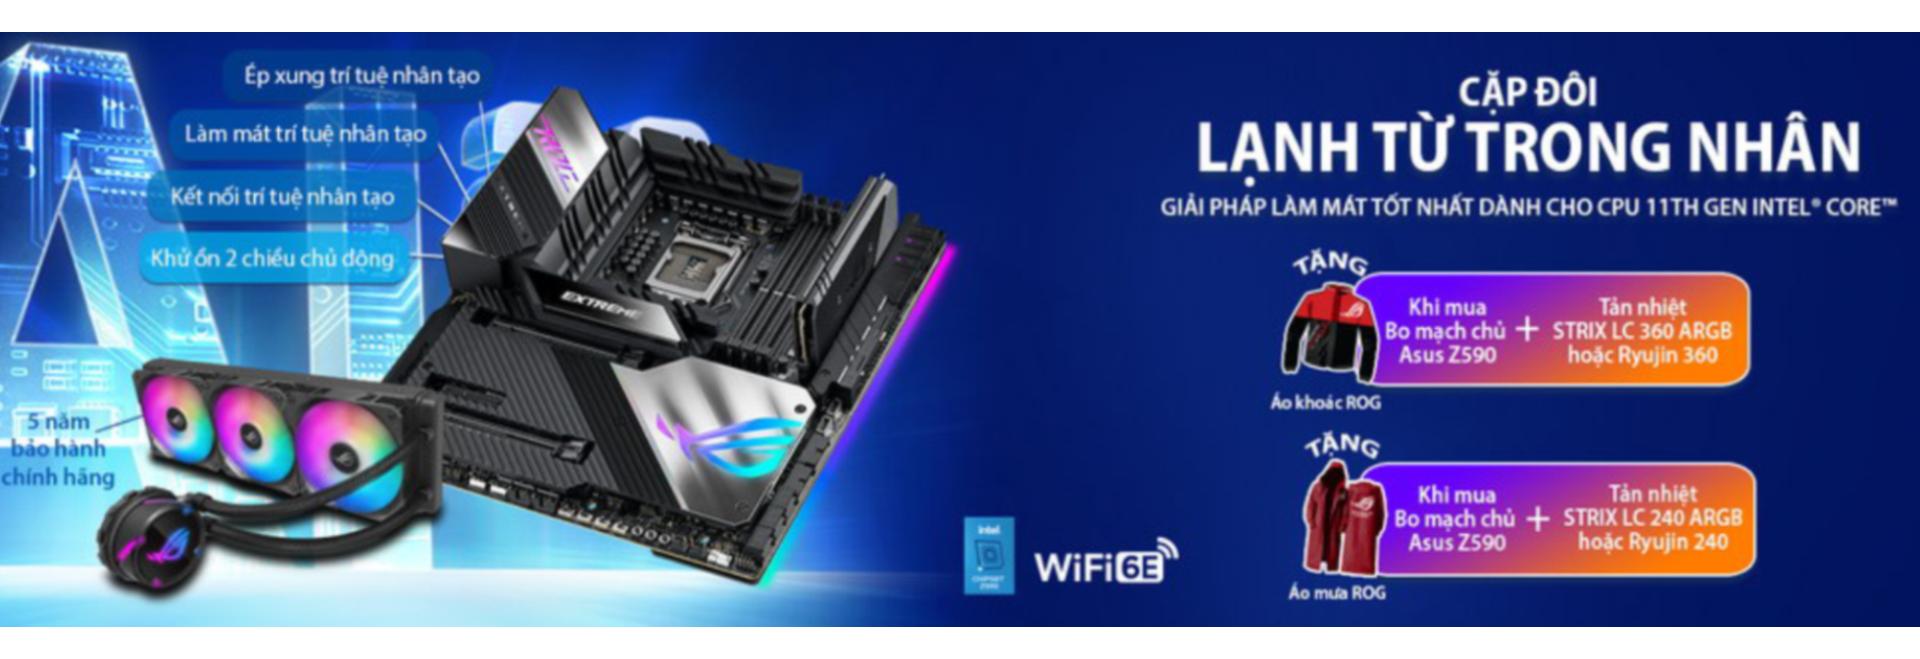 Ép xung trí tuệ nhân tạo
Làm mát trí tuệ nhân tạo
Kết nối trí tuệ nhân tạo
Khử ồn 2 chiều chủ động
5 năm
bảo hành
chính hãng
EXTREME
CẶP ĐÔI
LẠNH TỪ TRONG NHÂN
GIẢI PHÁP LÀM MÁT TỐT NHẤT DÀNH CHO CPU 11TH GEN INTEL® CORE™
TẶNG
Khi mua
Bo mạch chủ
Asus Z590
+
Tản nhiệt
STRIX LC 360 ARGB
hoặc Ryujin 360
Áo khoác ROG
TẶNG
Khi mua
Bo mạch chủ
Asus Z590
+
Tản nhiệt
STRIX LC 240 ARGB
hoặc Ryujin 240
Áo mưa ROG
intel
CHIPSET
Z590
WiFi 6E